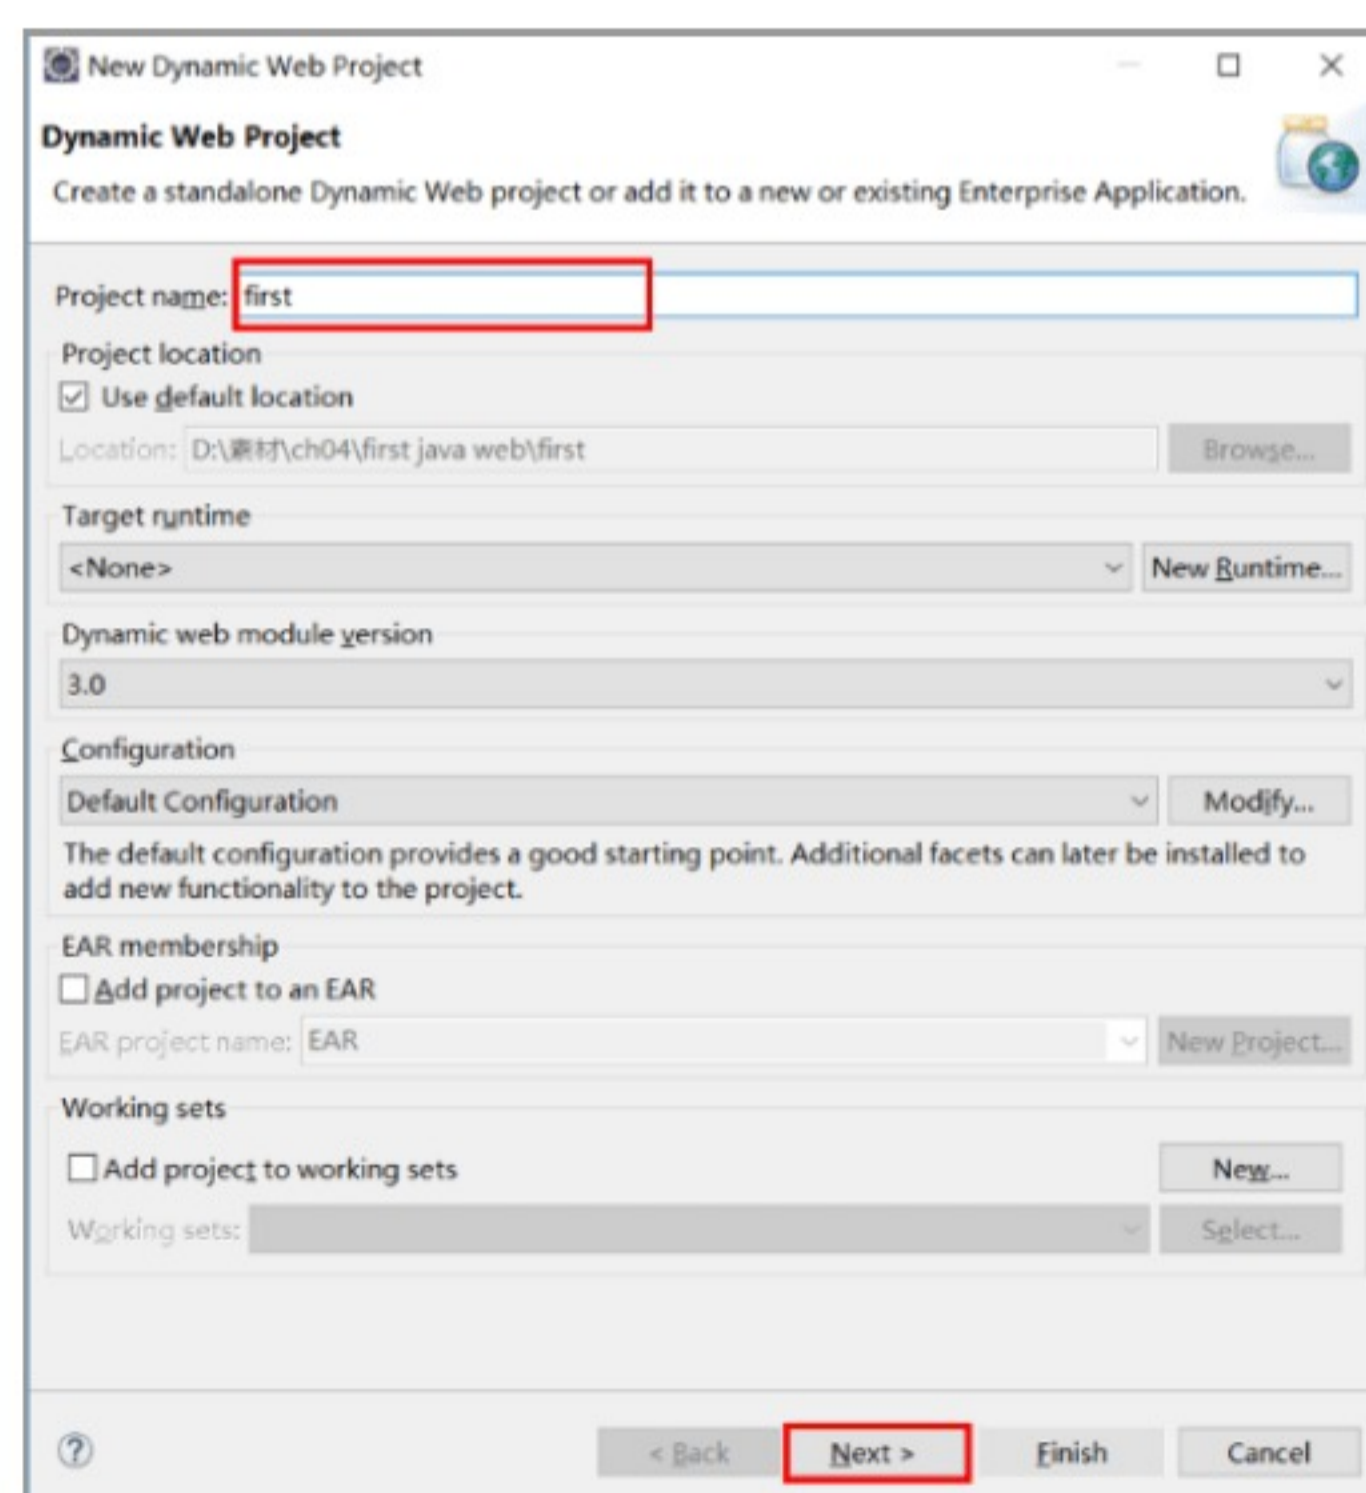 New Dynamic Web Project
Dynamic Web Project
Create a standalone Dynamic Web project or add it to a new or existing Enterprise Application.
Project name: first
Project location
Use default location
Location: D:\素材\ch04\first java web\first Browse...
Target runtime
<None> New Runtime...
Dynamic web module version
3.0
Configuration
Default Configuration Modify...
The default configuration provides a good starting point. Additional facets can later be installed to
add new functionality to the project.
EAR membership
Add project to an EAR
EAR project name: EAR New Project...
Working sets
Add project to working sets New...
Working sets: Select...
? < Back Next > Finish Cancel